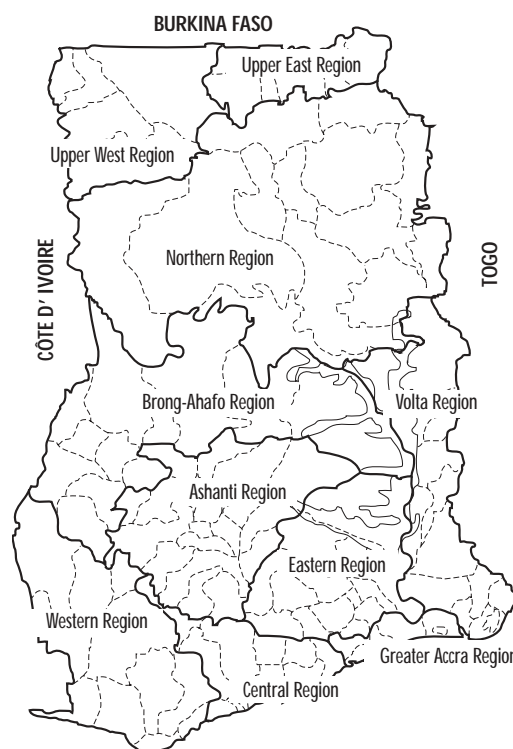 BURKINA FASO
Upper East Region
Upper West Region
Northern Region
CÔTE D' IVOIRE
TOGO
Brong-Ahafo Region
Volta Region
Ashanti Region
Eastern Region
Western Region
Greater Accra Region
Central Region